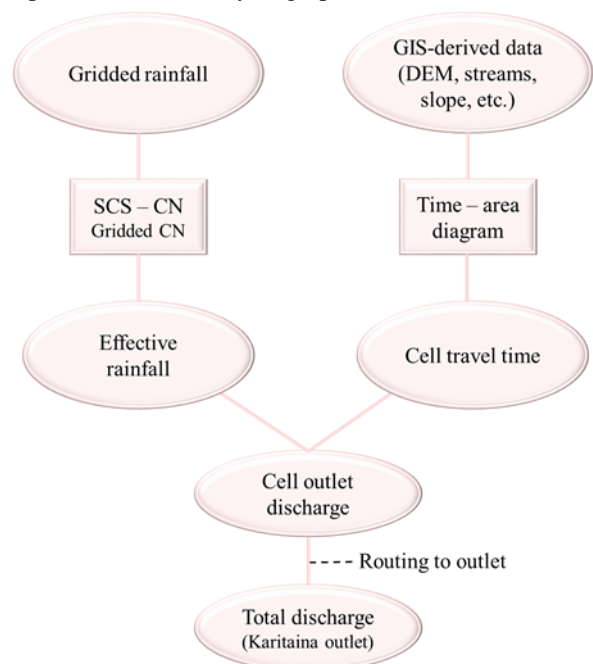 Gridded rainfall
GIS-derived data
(DEM, streams,
slope, etc.)
SCS – CN
Gridded CN
Time – area
diagram
Effective
rainfall
Cell travel time
Cell outlet
discharge
Routing to outlet
Total discharge
(Karitaina outlet)